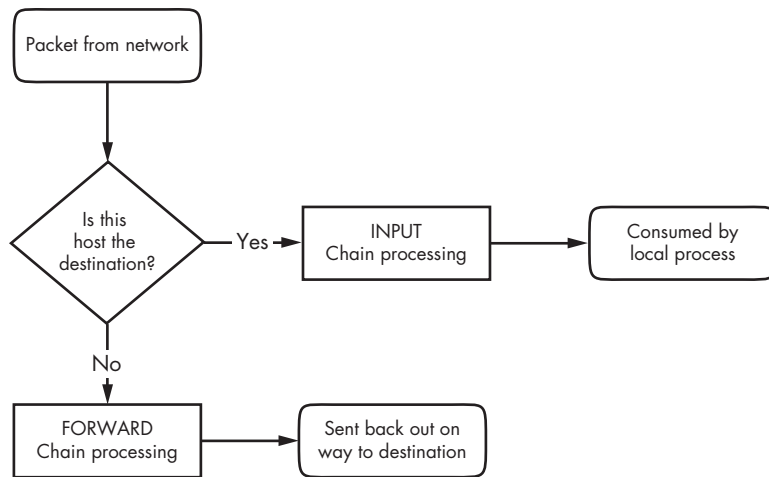 Packet from network
Is this
host the
destination?
Yes
INPUT
Chain processing
Consumed by
local process
No
FORWARD
Chain processing
Sent back out on
way to destination